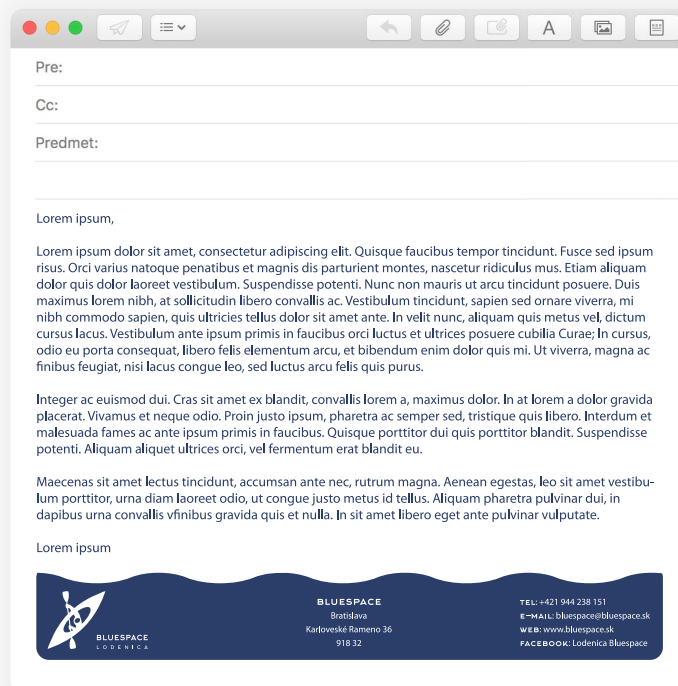 Pre:
Cc:
Predmet:
Lorem ipsum,
Lorem ipsum dolor sit amet, consectetur adipiscing elit. Quisque faucibus tempor tincidunt. Fusce sed ipsum
risus. Orci varius natoque penatibus et magnis dis parturient montes, nascetur ridiculus mus. Etiam aliquam
dolor quis dolor laoreet vestibulum. Suspendisse potenti. Nunc non mauris ut arcu tincidunt posuere. Duis
maximus lorem nibh, at sollicitudin libero convallis ac. Vestibulum tincidunt, sapien sed ornare viverra, mi
nibh commodo sapien, quis ultricies tellus dolor sit amet ante. In velit nunc, aliquam quis metus vel, dictum
cursus lacus. Vestibulum ante ipsum primis in faucibus orci luctus et ultrices posuere cubilia Curae; In cursus,
odio eu porta consequat, libero felis elementum arcu, et bibendum enim dolor quis mi. Ut viverra, magna ac
finibus feugiat, nisi lacus congue leo, sed luctus arcu felis quis purus.
Integer ac euismod dui. Cras sit amet ex blandit, convallis lorem a, maximus dolor. In at lorem a dolor gravida
placerat. Vivamus et neque odio. Proin justo ipsum, pharetra ac semper sed, tristique quis libero. Interdum et
malesuada fames ac ante ipsum primis in faucibus. Quisque porttitor dui quis porttitor blandit. Suspendisse
potenti. Aliquam aliquet ultrices orci, vel fermentum erat blandit eu.
Maecenas sit amet lectus tincidunt, accumsan ante nec, rutrum magna. Aenean egestas, leo sit amet vestibu-
lum porttitor, urna diam laoreet odio, ut congue justo metus id tellus. Aliquam pharetra pulvinar dui, in
dapibus urna convallis vfinibus gravida quis et nulla. In sit amet libero eget ante pulvinar vulputate.
Lorem ipsum
BLUESPACE
LODENICA
BLUESPACE
Bratislava
Karloveské Rameno 36
918 32
TEL: +421 944 238 151
E-MAIL: bluespace@bluespace.sk
WEB: www.bluespace.sk
FACEBOOK: Lodenica Bluespace